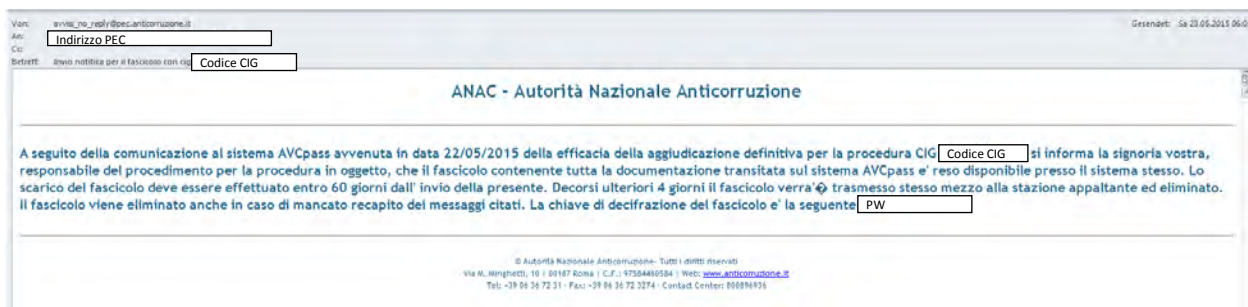 Von: avvisi_no_reply@pec.anticorruzione.it Gesendet: Sa 23.05.2015 06:0
An: Indirizzo PEC
Cc:
Betreff: Invio notifica per il fascicolo con cig Codice CIG
ANAC - Autorità Nazionale Anticorruzione
A seguito della comunicazione al sistema AVCpass avvenuta in data 22/05/2015 della efficacia della aggiudicazione definitiva per la procedura CIG Codice CIG si informa la signoria vostra,
responsabile del procedimento per la procedura in oggetto, che il fascicolo contenente tutta la documentazione transitata sul sistema AVCpass e' reso disponibile presso il sistema stesso. Lo
scarico del fascicolo deve essere effettuato entro 60 giorni dall' invio della presente. Decorsi ulteriori 4 giorni il fascicolo verra'� trasmesso stesso mezzo alla stazione appaltante ed eliminato.
Il fascicolo viene eliminato anche in caso di mancato recapito dei messaggi citati. La chiave di decifrazione del fascicolo e' la seguente PW
© Autorità Nazionale Anticorruzione- Tutti i diritti riservati
Via M. Minghetti, 10 | 00187 Roma | C.F.: 97584460584 | Web: www.anticorruzione.it
Tel: +39 06 36 72 31 - Fax: +39 06 36 72 3274 - Contact Center: 800896936